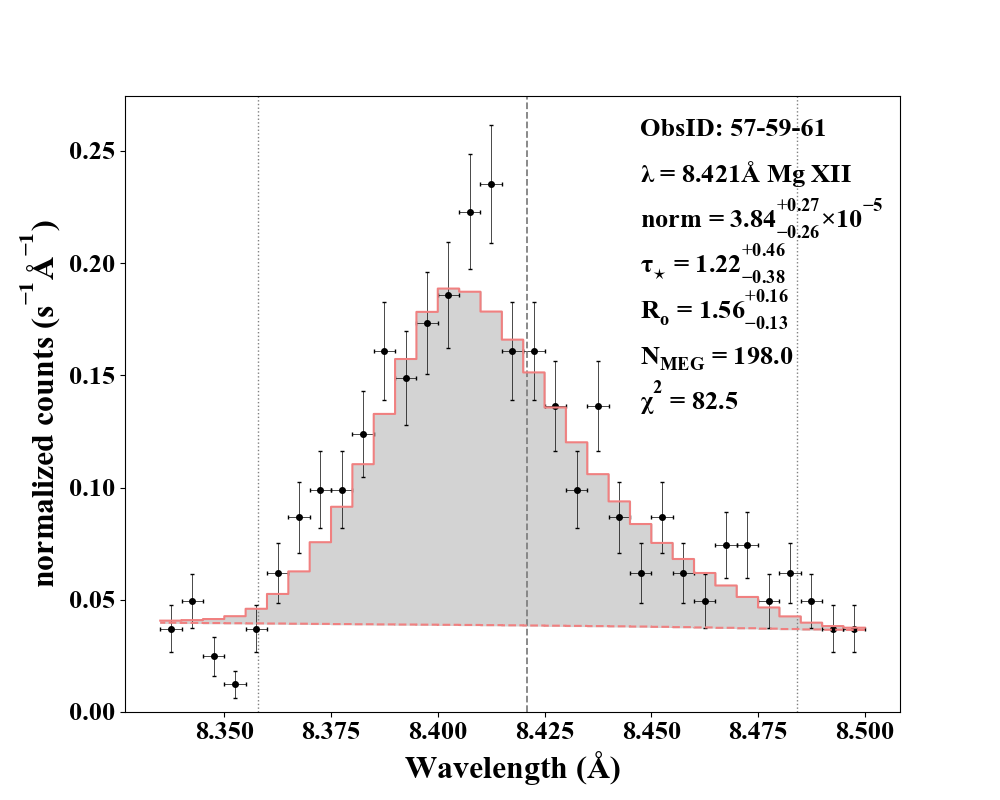 ObsID: 57-59-61
λ = 8.421Å Mg XII
norm = 3.84 +0.27 −0.26 ×10−5
τ⋆ = 1.22 +0.46 −0.38
Ro = 1.56 +0.16 −0.13
NMEG = 198.0
χ2 = 82.5
normalized counts (s−1 Å−1)
0.25
0.20
0.15
0.10
0.05
0.00
8.350 8.375 8.400 8.425 8.450 8.475 8.500
Wavelength (Å)